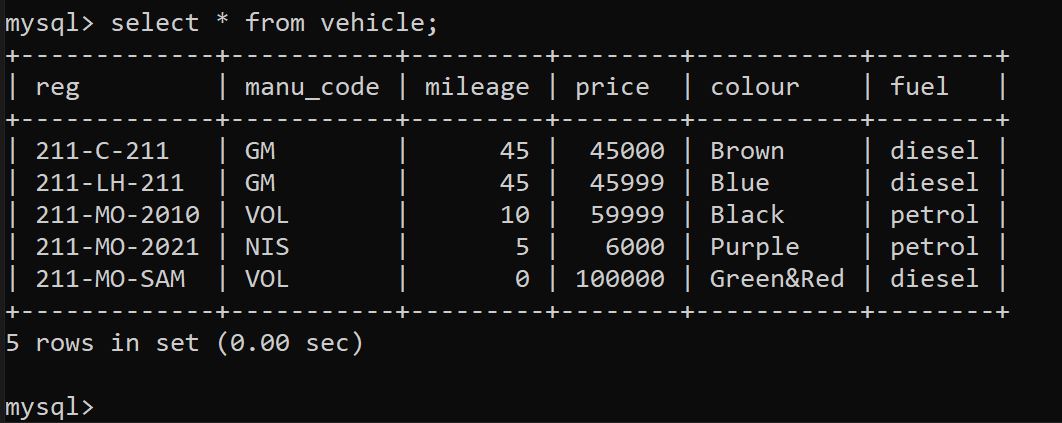 mysql> select * from vehicle;
+-------------+-----------+---------+--------+-----------+--------+
| reg         | manu_code | mileage | price  | colour    | fuel   |
+-------------+-----------+---------+--------+-----------+--------+
| 211-C-211   | GM        |      45 |  45000 | Brown     | diesel |
| 211-LH-211  | GM        |      45 |  45999 | Blue      | diesel |
| 211-MO-2010 | VOL       |      10 |  59999 | Black     | petrol |
| 211-MO-2021 | NIS       |       5 |   6000 | Purple    | petrol |
| 211-MO-SAM  | VOL       |       0 | 100000 | Green&Red | diesel |
+-------------+-----------+---------+--------+-----------+--------+
5 rows in set (0.00 sec)
mysql>